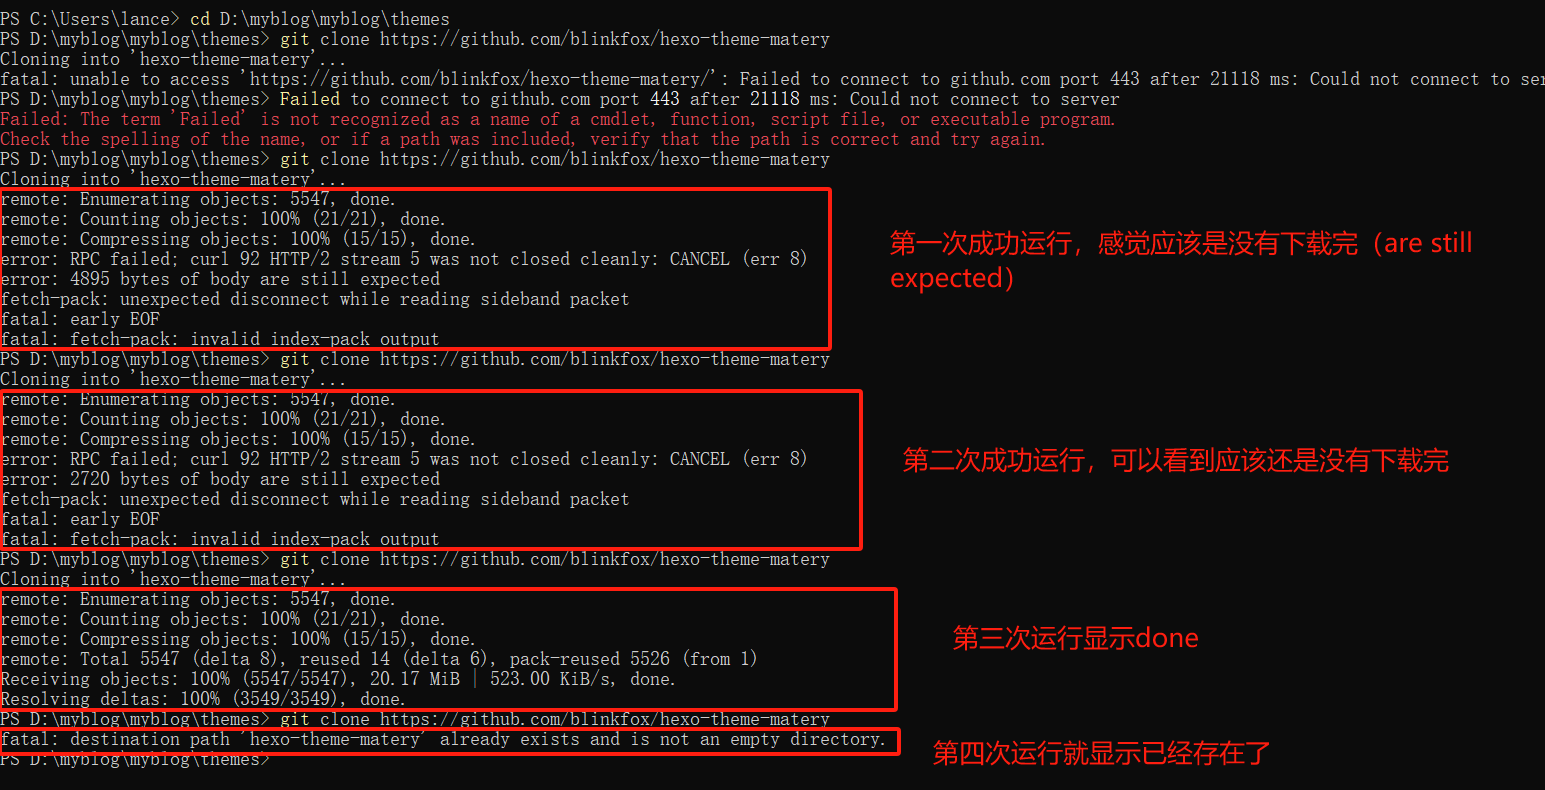 PS C:\Users\lance> cd D:\myblog\myblog\themes
PS D:\myblog\myblog\themes> git clone https://github.com/blinkfox/hexo-theme-matery
Cloning into 'hexo-theme-matery'...
fatal: unable to access 'https://github.com/blinkfox/hexo-theme-matery/': Failed to connect to github.com port 443 after 21118 ms: Could not connect to ser
PS D:\myblog\myblog\themes> Failed to connect to github.com port 443 after 21118 ms: Could not connect to server
Failed: The term 'Failed' is not recognized as a name of a cmdlet, function, script file, or executable program.
Check the spelling of the name, or if a path was included, verify that the path is correct and try again.
PS D:\myblog\myblog\themes> git clone https://github.com/blinkfox/hexo-theme-matery
Cloning into 'hexo-theme-matery'...
remote: Enumerating objects: 5547, done.
remote: Counting objects: 100% (21/21), done.
remote: Compressing objects: 100% (15/15), done.
error: RPC failed; curl 92 HTTP/2 stream 5 was not closed cleanly: CANCEL (err 8)
error: 4895 bytes of body are still expected
fetch-pack: unexpected disconnect while reading sideband packet
fatal: early EOF
fatal: fetch-pack: invalid index-pack output
第一次成功运行，感觉应该是没有下载完（are still
expected）
PS D:\myblog\myblog\themes> git clone https://github.com/blinkfox/hexo-theme-matery
Cloning into 'hexo-theme-matery'...
remote: Enumerating objects: 5547, done.
remote: Counting objects: 100% (21/21), done.
remote: Compressing objects: 100% (15/15), done.
error: RPC failed; curl 92 HTTP/2 stream 5 was not closed cleanly: CANCEL (err 8)
error: 2720 bytes of body are still expected
fetch-pack: unexpected disconnect while reading sideband packet
fatal: early EOF
fatal: fetch-pack: invalid index-pack output
第二次成功运行，可以看到应该还是没有下载完
PS D:\myblog\myblog\themes> git clone https://github.com/blinkfox/hexo-theme-matery
Cloning into 'hexo-theme-matery'...
remote: Enumerating objects: 5547, done.
remote: Counting objects: 100% (21/21), done.
remote: Compressing objects: 100% (15/15), done.
remote: Total 5547 (delta 8), reused 14 (delta 6), pack-reused 5526 (from 1)
Receiving objects: 100% (5547/5547), 20.17 MiB | 523.00 KiB/s, done.
Resolving deltas: 100% (3549/3549), done.
第三次运行显示done
PS D:\myblog\myblog\themes> git clone https://github.com/blinkfox/hexo-theme-matery
fatal: destination path 'hexo-theme-matery' already exists and is not an empty directory.
第四次运行就显示已经存在了
PS D:\myblog\myblog\themes>